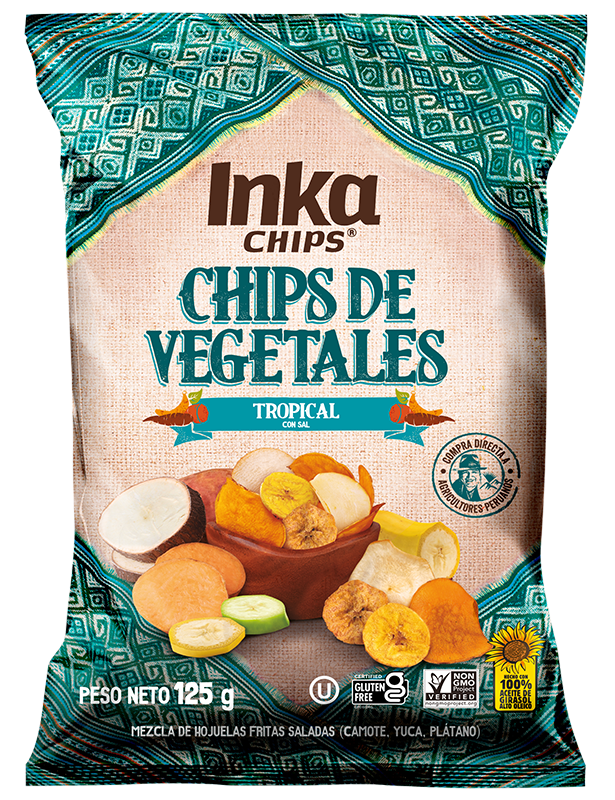 Inka
CHIPS®
CHIPS DE
VEGETALES
TROPICAL
CON SAL
COMPRA DIRECTA A
AGRICULTORES PERUANOS
PESO NETO 125 g
U
CERTIFIED
GLUTEN
FREE
NON
GMO
Project
VERIFIED
nongmoproject.org
HECHO CON
100%
ACEITE DE
GIRASOL
ALTO OLEICO
MEZCLA DE HOJUELAS FRITAS SALADAS (CAMOTE, YUCA, PLÁTANO)